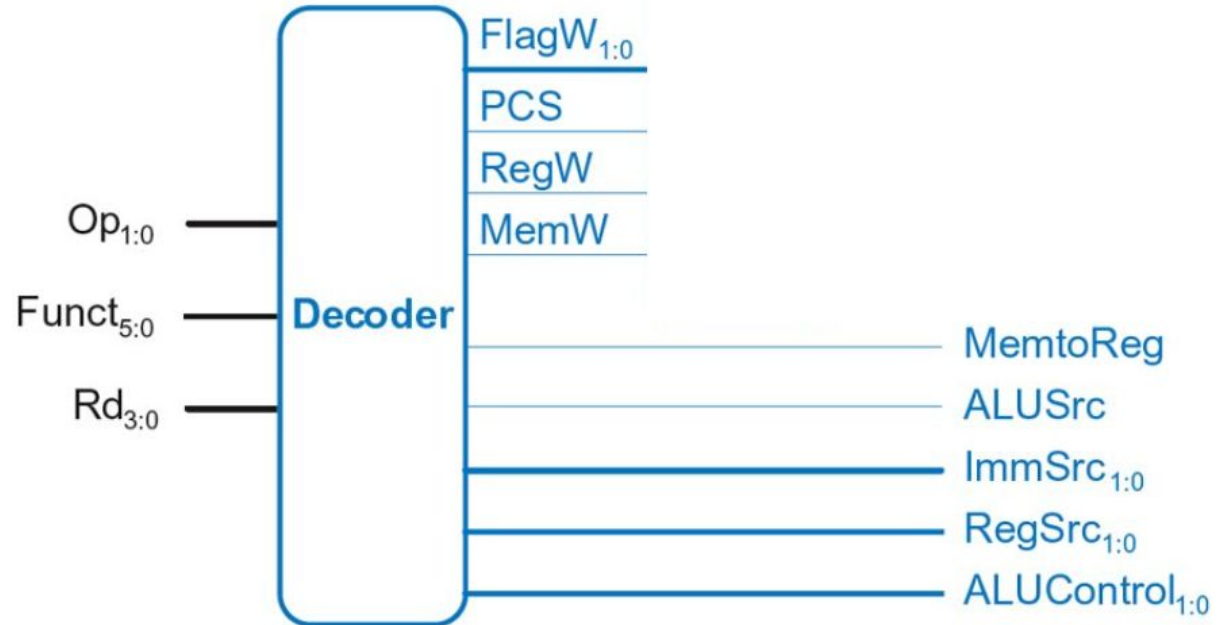 FlagW1:0
PCS
RegW
MemW
Op1:0
Funct5:0
Rd3:0
Decoder
MemtoReg
ALUSrc
ImmSrc1:0
RegSrc1:0
ALUControl1:0